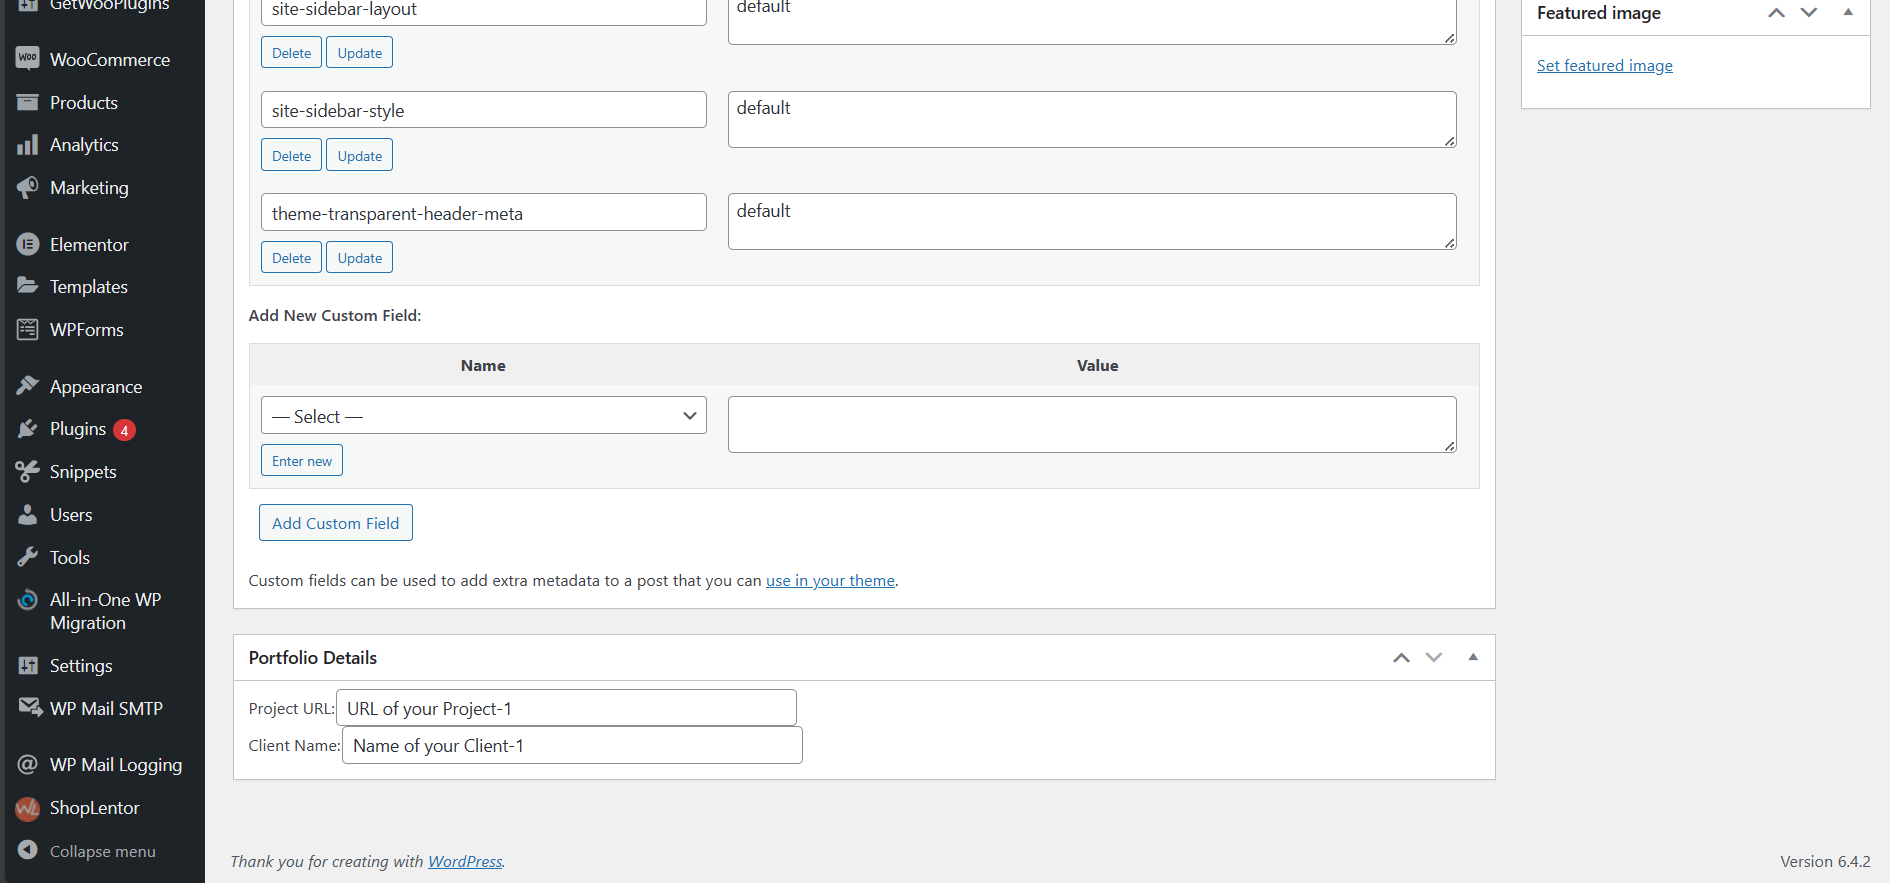 GetWooPlugins
WooCommerce
Products
Analytics
Marketing
Elementor
Templates
WPForms
Appearance
Plugins 4
Snippets
Users
Tools
All-in-One WP
Migration
Settings
WP Mail SMTP
WP Mail Logging
ShopLentor
Collapse menu
site-sidebar-layout
default
Delete Update
site-sidebar-style
default
Delete Update
theme-transparent-header-meta
default
Delete Update
Add New Custom Field:
Name Value
— Select —
Enter new
Add Custom Field
Custom fields can be used to add extra metadata to a post that you can use in your theme.
Portfolio Details
Project URL: URL of your Project-1
Client Name: Name of your Client-1
Featured image
Set featured image
Thank you for creating with WordPress.
Version 6.4.2